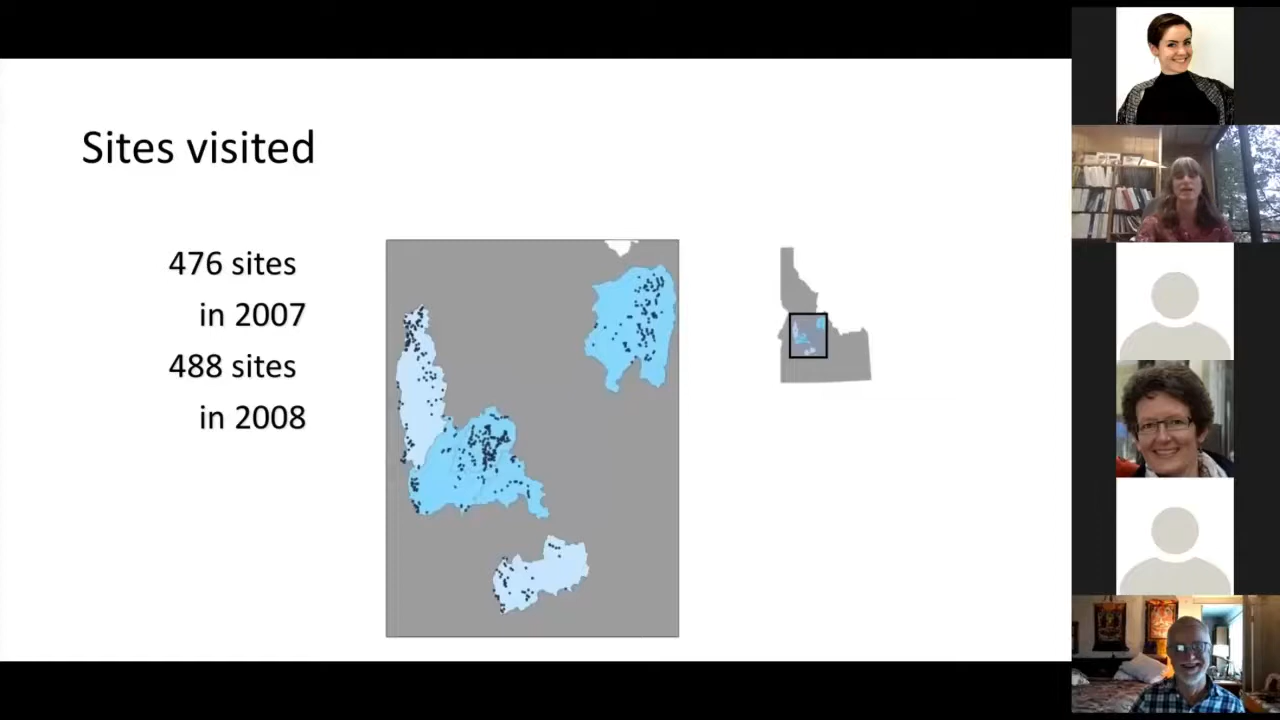 Sites visited
476 sites
in 2007
488 sites
in 2008